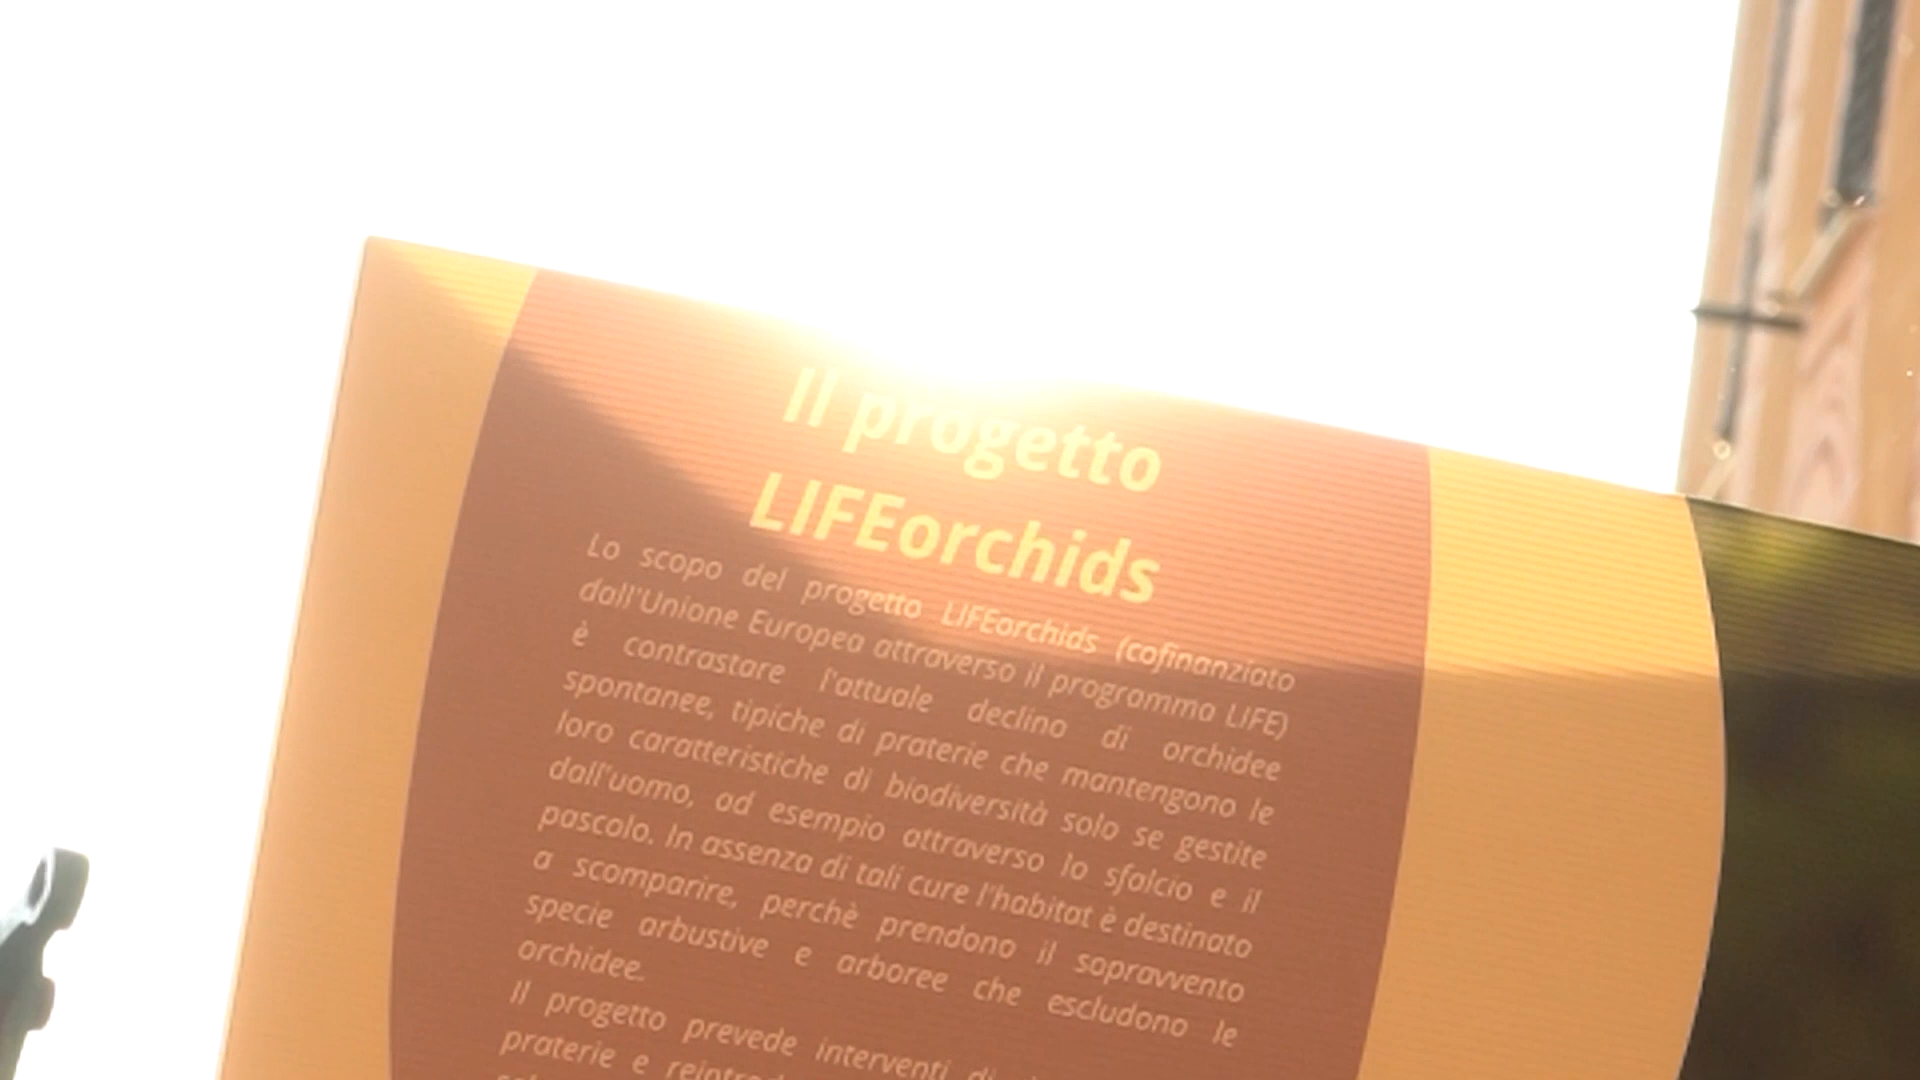 Il progetto
LIFEorchids
Lo scopo del progetto LIFEorchids (cofinanziato
dall'Unione Europea attraverso il programma LIFE)
è contrastare l'attuale declino di orchidee
spontanee, tipiche di praterie che mantengono le
loro caratteristiche di biodiversità solo se gestite
dall'uomo, ad esempio attraverso lo sfalcio e il
pascolo. In assenza di tali cure l'habitat è destinato
a scomparire, perchè prendono il sopravvento
specie arbustive e arboree che escludono le
orchidee.
Il progetto prevede interventi di
praterie e